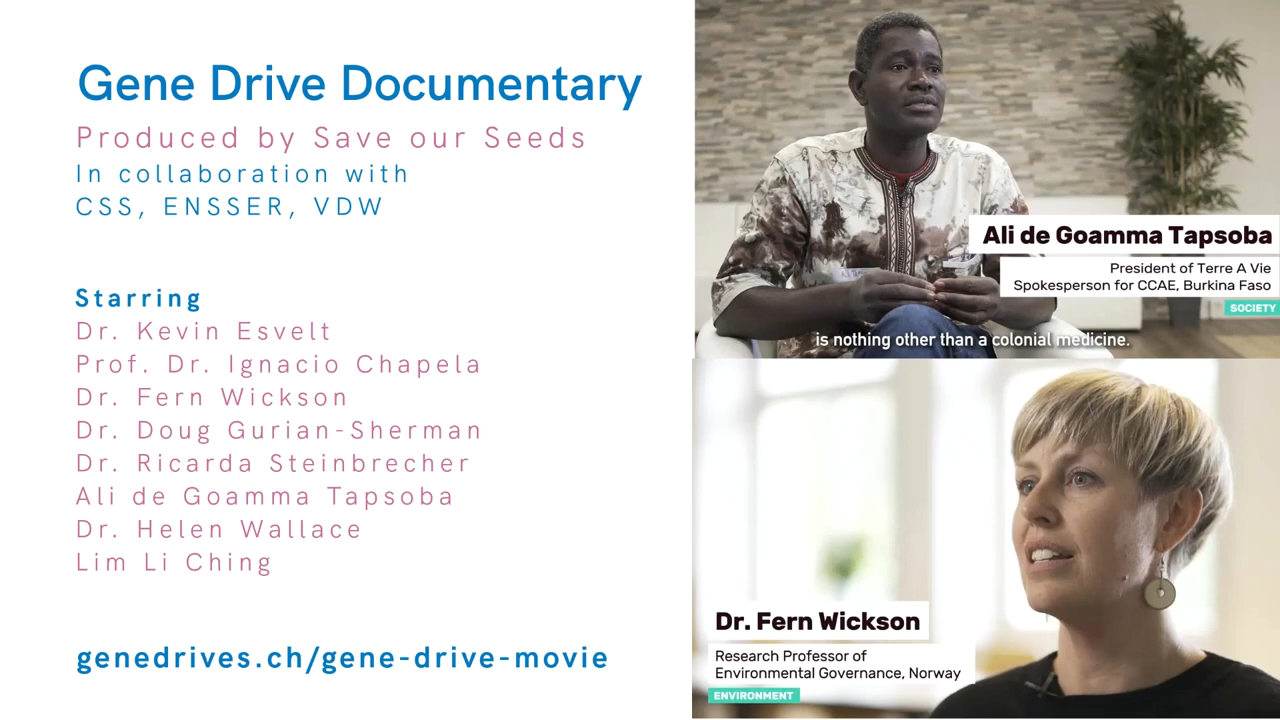 Gene Drive Documentary
Produced by Save our Seeds
In collaboration with
CSS, ENSSER, VDW
Starring
Dr. Kevin Esvelt
Prof. Dr. Ignacio Chapela
Dr. Fern Wickson
Dr. Doug Gurian-Sherman
Dr. Ricarda Steinbrecher
Ali de Goamma Tapsoba
Dr. Helen Wallace
Lim Li Ching
genedrives.ch/gene-drive-movie
Ali de Goamma Tapsoba
President of Terre A Vie
Spokesperson for CCAE, Burkina Faso
SOCIETY
is nothing other than a colonial medicine.
Dr. Fern Wickson
Research Professor of
Environmental Governance, Norway
ENVIRONMENT